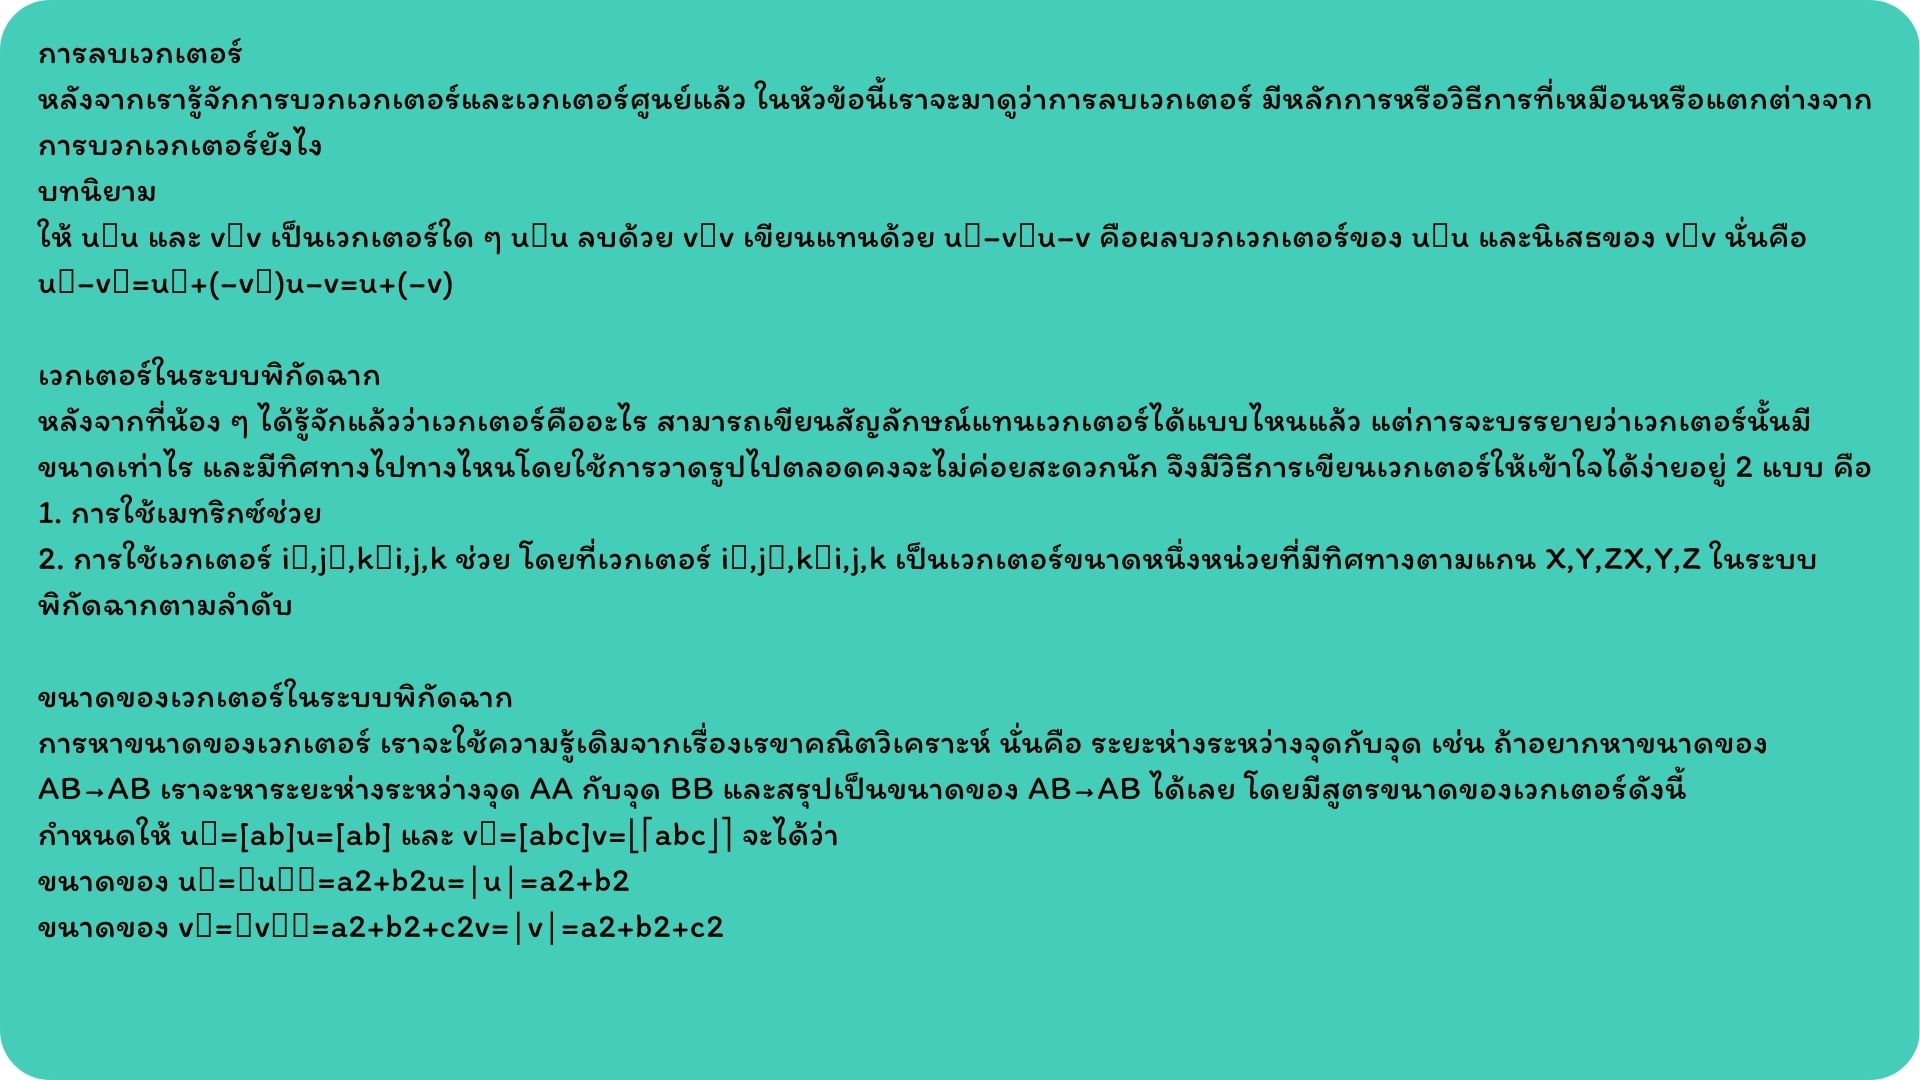 การลบเวกเตอร์
หลังจากเรารู้จักการบวกเวกเตอร์และเวกเตอร์ศูนย์แล้ว ในหัวข้อนี้เราจะมาดูว่าการลบเวกเตอร์ มีหลักการหรือวิธีการที่เหมือนหรือแตกต่างจาก
การบวกเวกเตอร์ยังไง
บทนิยาม
ให้ u▯u และ v▯v เป็นเวกเตอร์ใด ๆ u▯u ลบด้วย v▯v เขียนแทนด้วย u▯–v▯u–v คือผลบวกเวกเตอร์ของ u▯u และนิเสธของ v▯v นั่นคือ
u▯–v▯=u▯+(–v▯)u–v=u+(–v)
เวกเตอร์ในระบบพิกัดฉาก
หลังจากที่น้อง ๆ ได้รู้จักแล้วว่าเวกเตอร์คืออะไร สามารถเขียนสัญลักษณ์แทนเวกเตอร์ได้แบบไหนแล้ว แต่การจะบรรยายว่าเวกเตอร์นั้นมี
ขนาดเท่าไร และมีทิศทางไปทางไหนโดยใช้การวาดรูปไปตลอดคงจะไม่ค่อยสะดวกนัก จึงมีวิธีการเขียนเวกเตอร์ให้เข้าใจได้ง่ายอยู่ 2 แบบ คือ
1. การใช้เมทริกซ์ช่วย
2. การใช้เวกเตอร์ i▯,j▯,k▯i,j,k ช่วย โดยที่เวกเตอร์ i▯,j▯,k▯i,j,k เป็นเวกเตอร์ขนาดหนึ่งหน่วยที่มีทิศทางตามแกน X,Y,ZX,Y,Z ในระบบ
พิกัดฉากตามลำดับ
ขนาดของเวกเตอร์ในระบบพิกัดฉาก
การหาขนาดของเวกเตอร์ เราจะใช้ความรู้เดิมจากเรื่องเรขาคณิตวิเคราะห์ นั่นคือ ระยะห่างระหว่างจุดกับจุด เช่น ถ้าอยากหาขนาดของ
AB→AB เราจะหาระยะห่างระหว่างจุด AA กับจุด BB และสรุปเป็นขนาดของ AB→AB ได้เลย โดยมีสูตรขนาดของเวกเตอร์ดังนี้
กำหนดให้ u▯=[ab]u=[ab] และ v▯=[abc]v=⌊⌈abc⌋⌉ จะได้ว่า
ขนาดของ u▯=▯u▯▯=a2+b2u=|u|=a2+b2
ขนาดของ v▯=▯v▯▯=a2+b2+c2v=|v|=a2+b2+c2